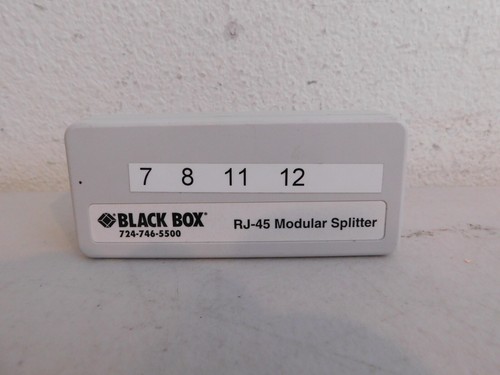 7 8 11 12
BLACK BOX® RJ-45 Modular Splitter
724-746-5500